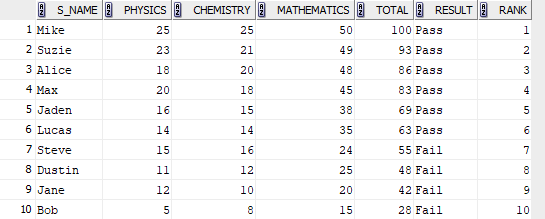 S_NAME PHYSICS CHEMISTRY MATHEMATICS TOTAL RESULT RANK
1 Mike 25 25 50 100 Pass 1
2 Suzie 23 21 49 93 Pass 2
3 Alice 18 20 48 86 Pass 3
4 Max 20 18 45 83 Pass 4
5 Jaden 16 15 38 69 Pass 5
6 Lucas 14 14 35 63 Pass 6
7 Steve 15 16 24 55 Fail 7
8 Dustin 11 12 25 48 Fail 8
9 Jane 12 10 20 42 Fail 9
10 Bob 5 8 15 28 Fail 10